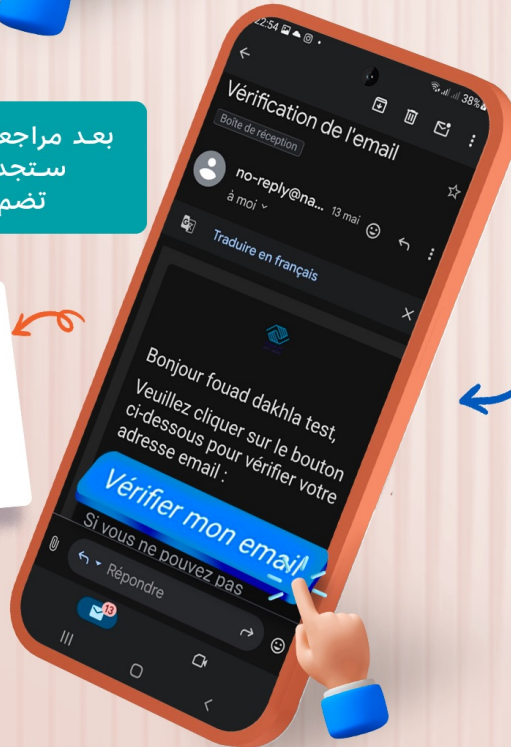 بعد مراجعـ
ستجد
تضم
22:54
38%
Vérification de l'email
Boîte de réception
no-reply@na... 13 mai
à moi
Traduire en français
Bonjour fouad dakhla test,
Veuillez cliquer sur le bouton
ci-dessous pour vérifier votre
adresse email :
Vérifier mon email
Si vous ne pouvez pas
Répondre
13